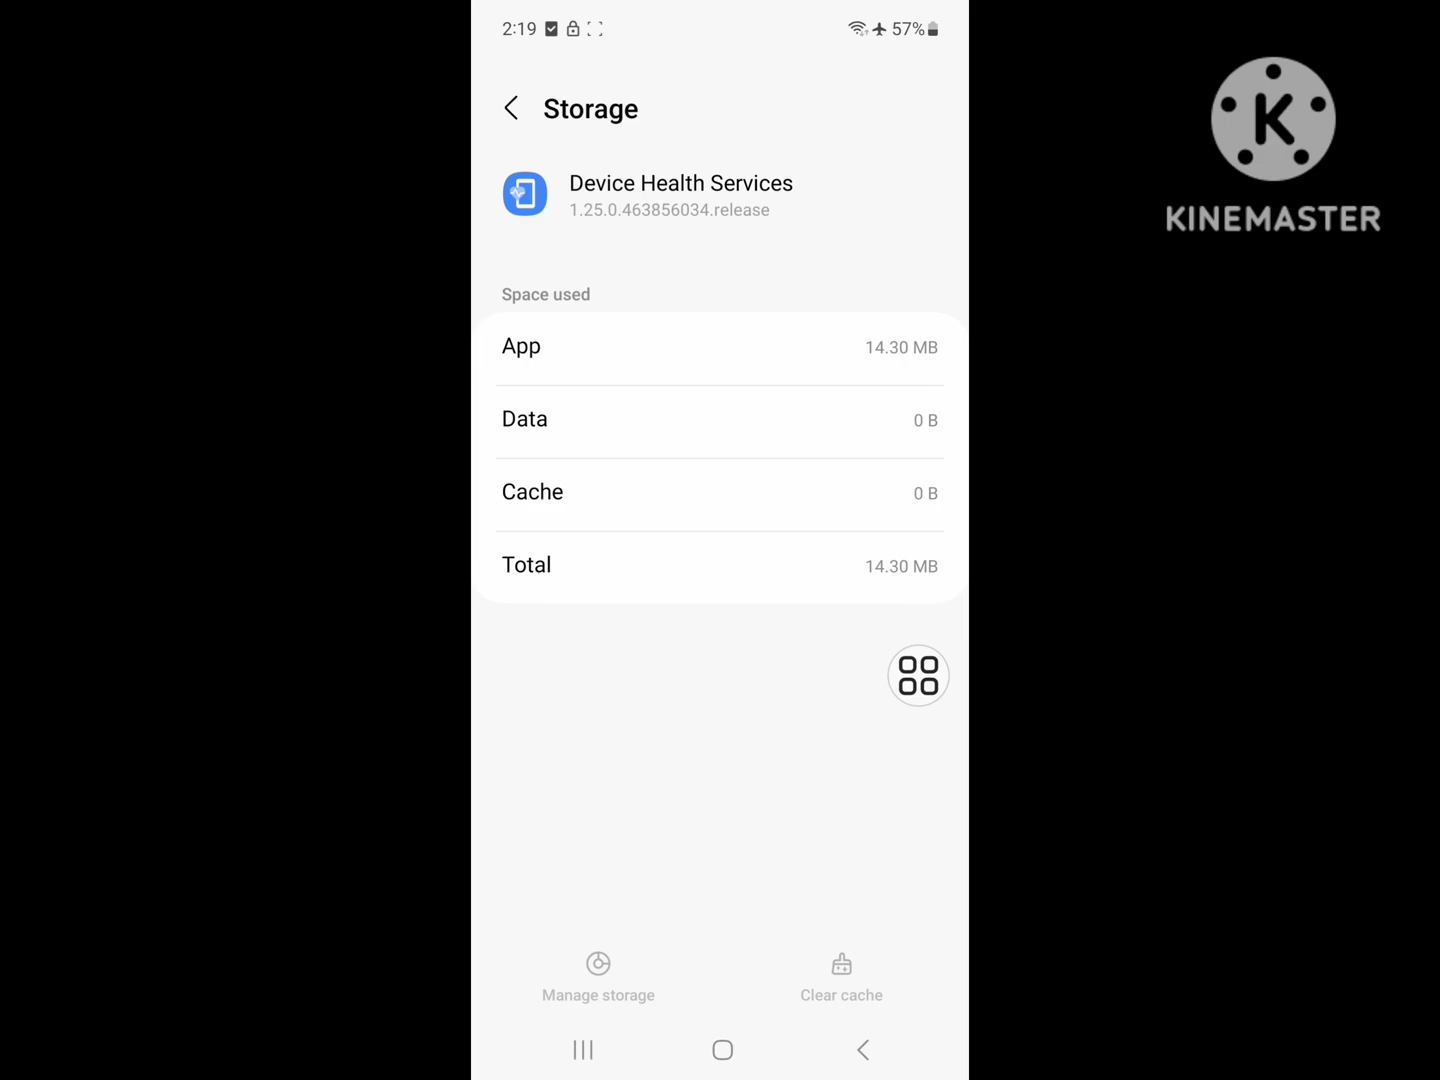 2:19
57%
Storage
Device Health Services
1.25.0.463856034.release
Space used
App 14.30 MB
Data 0 B
Cache 0 B
Total 14.30 MB
Manage storage Clear cache
K
KINEMASTER